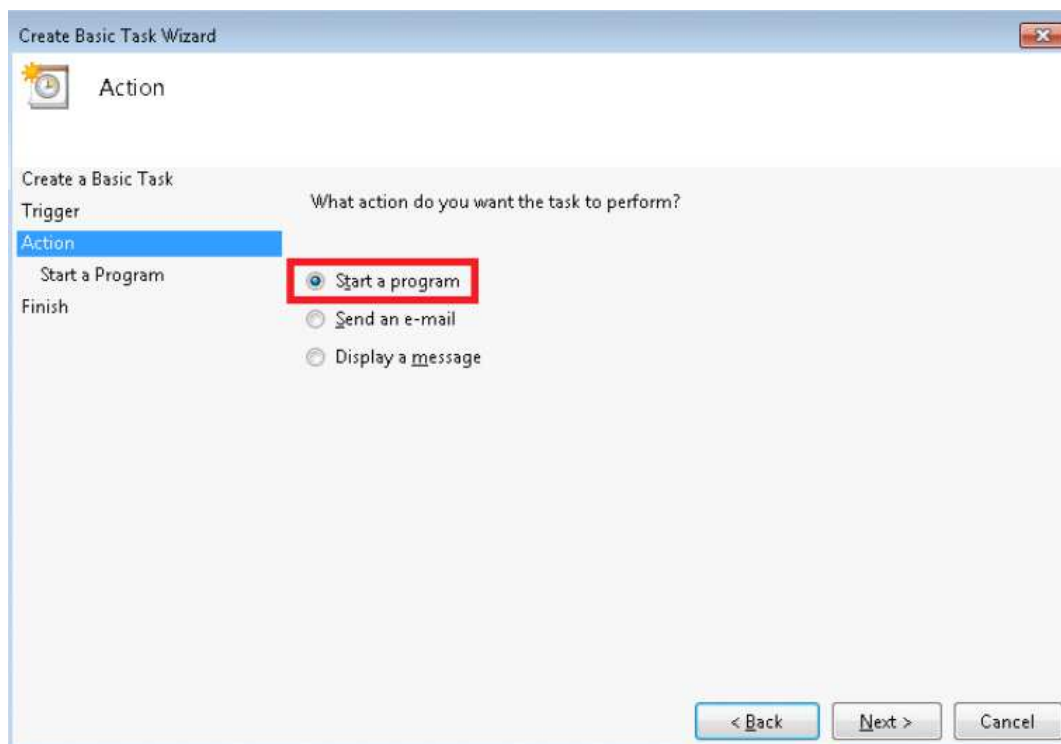 Create Basic Task Wizard
Action
Create a Basic Task
Trigger
Action
Start a Program
Finish
What action do you want the task to perform?
Start a program
Send an e-mail
Display a message
< Back
Next >
Cancel